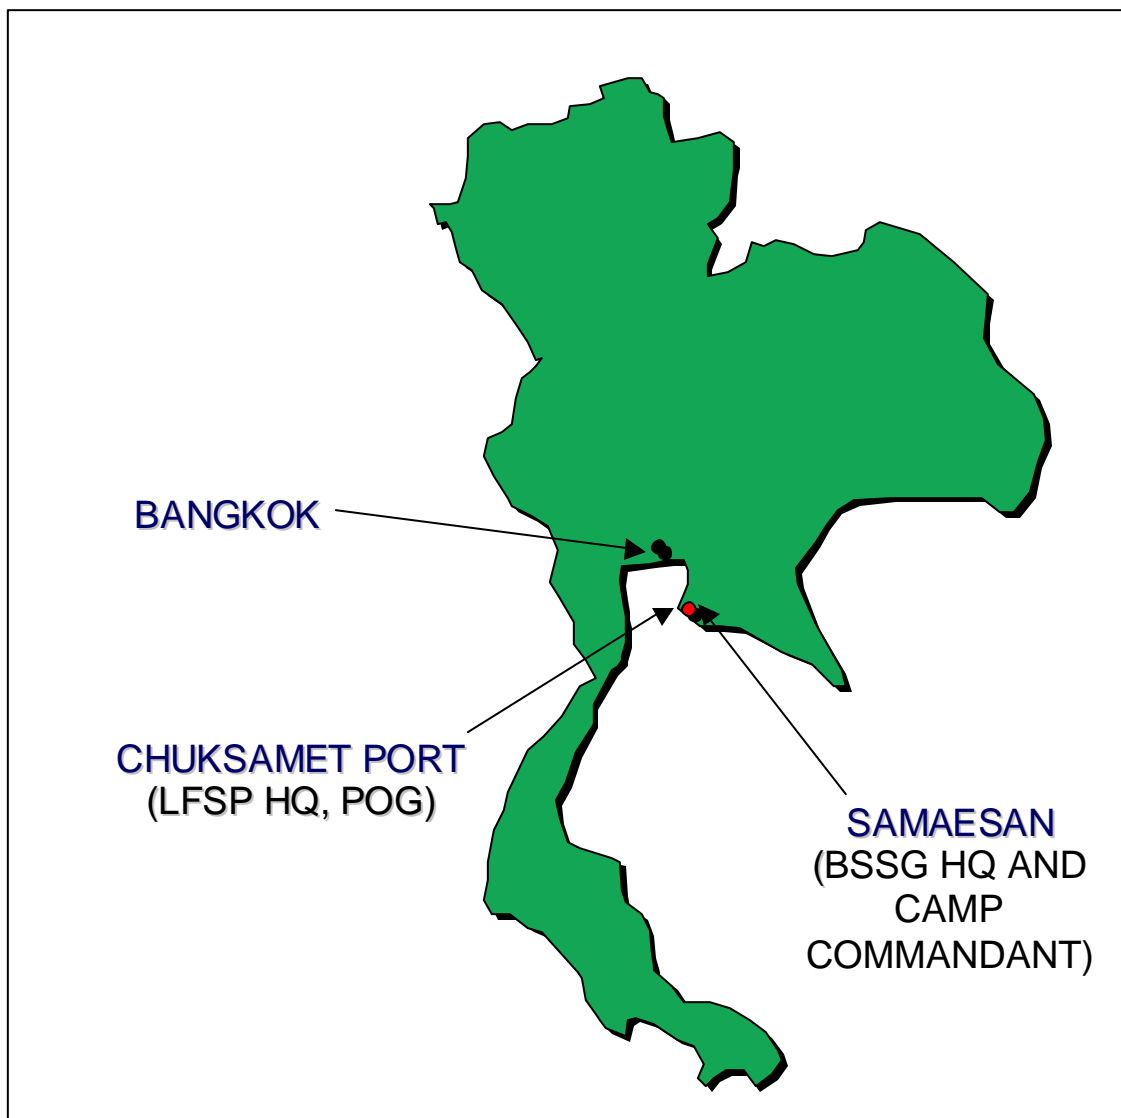 BANGKOK
CHUKSAMET PORT
(LFSP HQ, POG)
SAMAESAN
(BSSG HQ AND
CAMP
COMMANDANT)